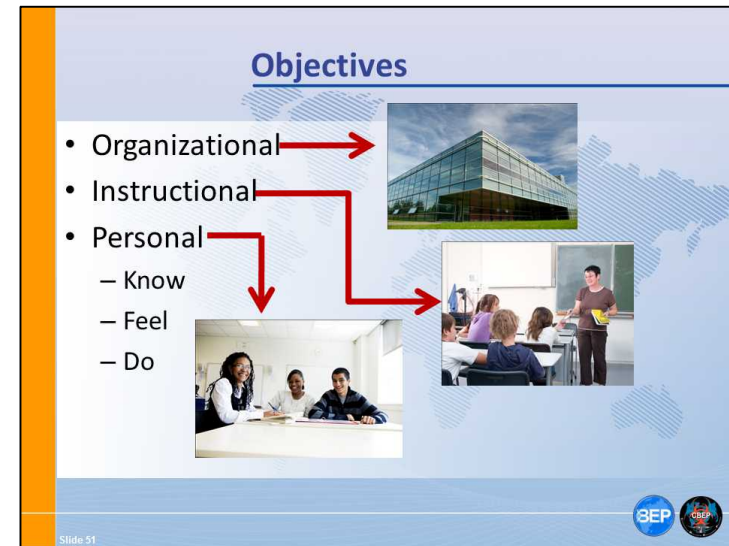 Objectives
• Organizational
• Instructional
• Personal
– Know
– Feel
– Do
BEP
CBEP
Slide 51